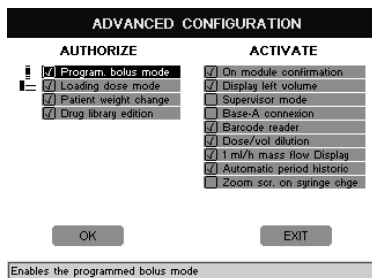 ADVANCED CONFIGURATION
AUTHORIZE
Program. bolus mode
Loading dose mode
Patient weight change
Drug library edition
ACTIVATE
On module confirmation
Display left volume
Supervisor mode
Base-A connexion
Barcode reader
Dose/vol dilution
1 ml/h mass flow Display
Automatic period historic
Zoom scr. on syringe chge
OK
EXIT
Enables the programmed bolus mode